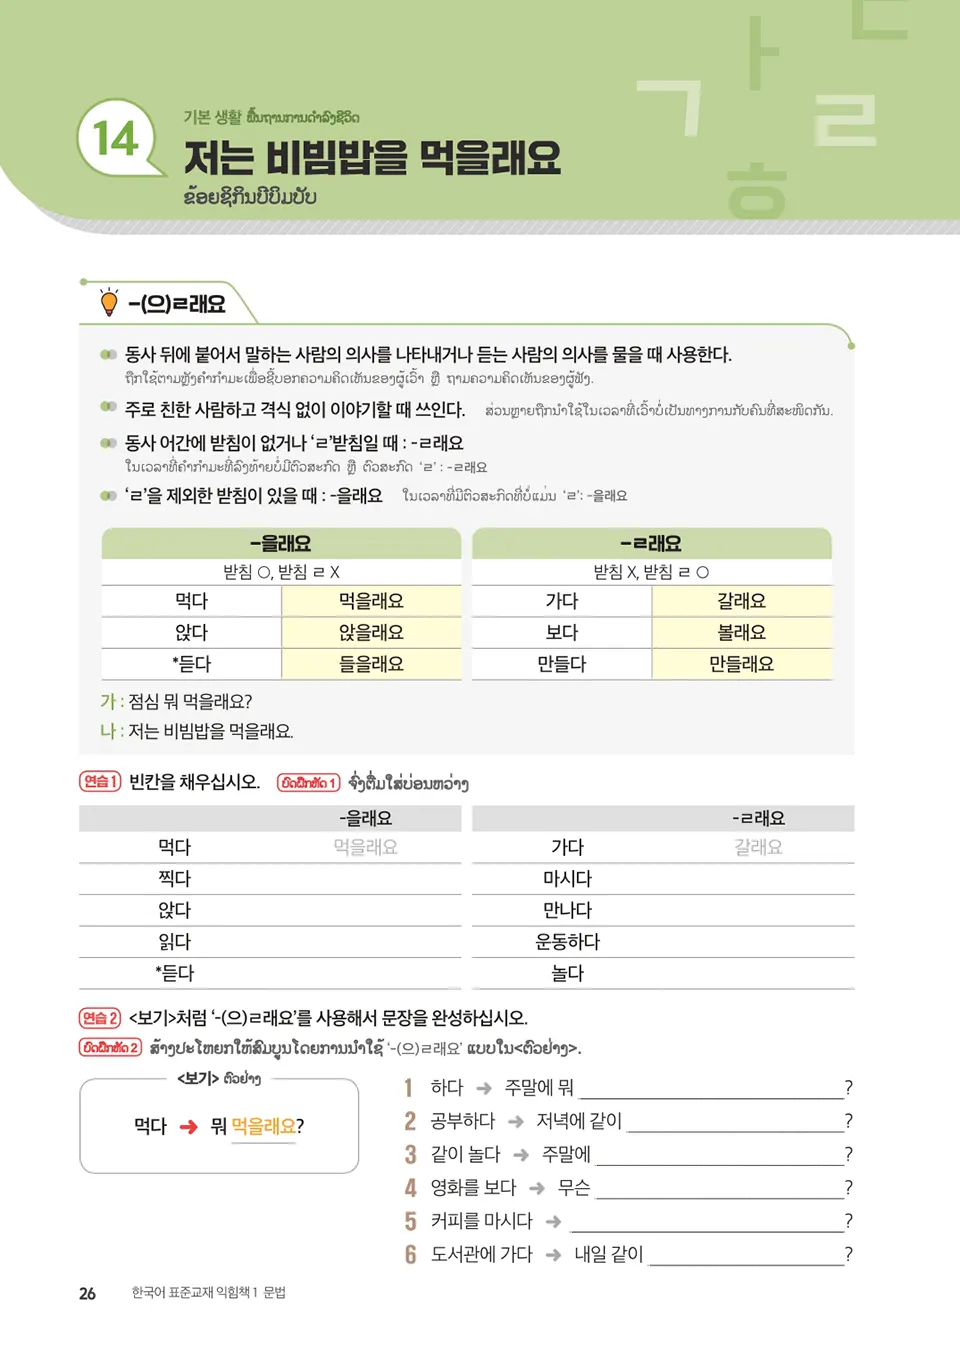 14
기본 생활 ພື້ນຖານການດຳລົງຊີວິດ
저는 비빔밥을 먹을래요
ຂ້ອຍຊິກິນບີບິມບັບ
ㄱ ㅏ ㄷ ㄹ ㅎ
-(으)ㄹ래요
동사 뒤에 붙어서 말하는 사람의 의사를 나타내거나 듣는 사람의 의사를 물을 때 사용한다.
ຖືກໃຊ້ຕາມຫຼັງຄຳກຳມະເພື່ອຊີ້ບອກຄວາມຄິດເຫັນຂອງຜູ້ເວົ້າ ຫຼື ຖາມຄວາມຄິດເຫັນຂອງຜູ້ຟັງ.
주로 친한 사람하고 격식 없이 이야기할 때 쓰인다. ສ່ວນຫຼາຍຖືກນຳໃຊ້ໃນເວລາທີ່ເວົ້າບໍ່ເປັນທາງການກັບຄົນທີ່ສະໜິດກັນ.
동사 어간에 받침이 없거나 ‘ㄹ’받침일 때 : -ㄹ래요
ໃນເວລາທີ່ຄຳກຳມະທີ່ລົງທ້າຍບໍ່ມີຕົວສະກົດ ຫຼື ຕົວສະກົດ ‘ㄹ’ : -ㄹ래요
‘ㄹ’을 제외한 받침이 있을 때 : -을래요 ໃນເວລາທີ່ມີຕົວສະກົດທີ່ບໍ່ແມ່ນ ‘ㄹ’: -을래요
-을래요 -ㄹ래요
받침 O, 받침 ㄹ X 받침 X, 받침 ㄹ O
먹다 먹을래요 가다 갈래요
앉다 앉을래요 보다 볼래요
*듣다 들을래요 만들다 만들래요
가 : 점심 뭐 먹을래요?
나 : 저는 비빔밥을 먹을래요.
연습 1 빈칸을 채우십시오. ບົດຝຶກຫັດ 1 ຈົ່ງຕື່ມໃສ່ບ່ອນຫວ່າງ
-을래요 -ㄹ래요
먹다 먹을래요 가다 갈래요
찍다 마시다
앉다 만나다
읽다 운동하다
*듣다 놀다
연습 2 <보기>처럼 ‘-(으)ㄹ래요’를 사용해서 문장을 완성하십시오.
ບົດຝຶກຫັດ 2 ສ້າງປະໂຫຍກໃຫ້ສົມບູນໂດຍການນຳໃຊ້ ‘-(으)ㄹ래요’ ແບບໃນ<ຕົວຢ່າງ>.
<보기> ຕົວຢ່າງ
먹다 ➜ 뭐 먹을래요?
1 하다 ➜ 주말에 뭐 ?
2 공부하다 ➜ 저녁에 같이 ?
3 같이 놀다 ➜ 주말에 ?
4 영화를 보다 ➜ 무슨 ?
5 커피를 마시다 ➜ ?
6 도서관에 가다 ➜ 내일 같이 ?
26 한국어 표준교재 익힘책 1 문법